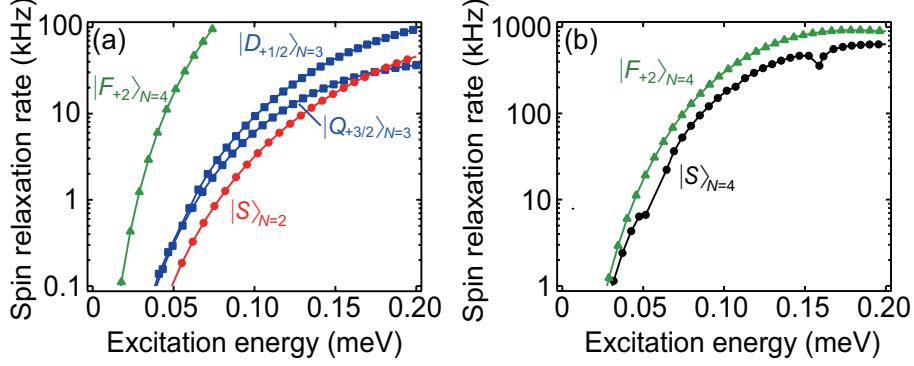 (a)
Spin relaxation rate (kHz)
100
10
1
0.1
|F+2⟩N=4
|D+1/2⟩N=3
|Q+3/2⟩N=3
|S⟩N=2
0 0.05 0.10 0.15 0.20
Excitation energy (meV)
(b)
Spin relaxation rate (kHz)
1000
100
10
1
|F+2⟩N=4
|S⟩N=4
0 0.05 0.10 0.15 0.20
Excitation energy (meV)